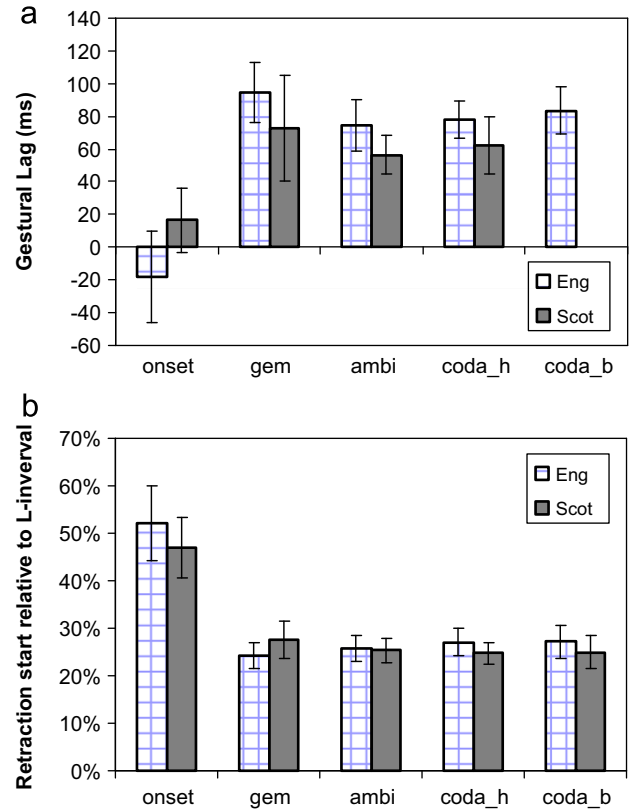 a
Gestural Lag (ms)
140
120
100
80
60
40
20
0
-20
-40
-60
Eng
Scot
onset gem ambi coda_h coda_b
b
Retraction start relative to L-inverval
70%
60%
50%
40%
30%
20%
10%
0%
Eng
Scot
onset gem ambi coda_h coda_b